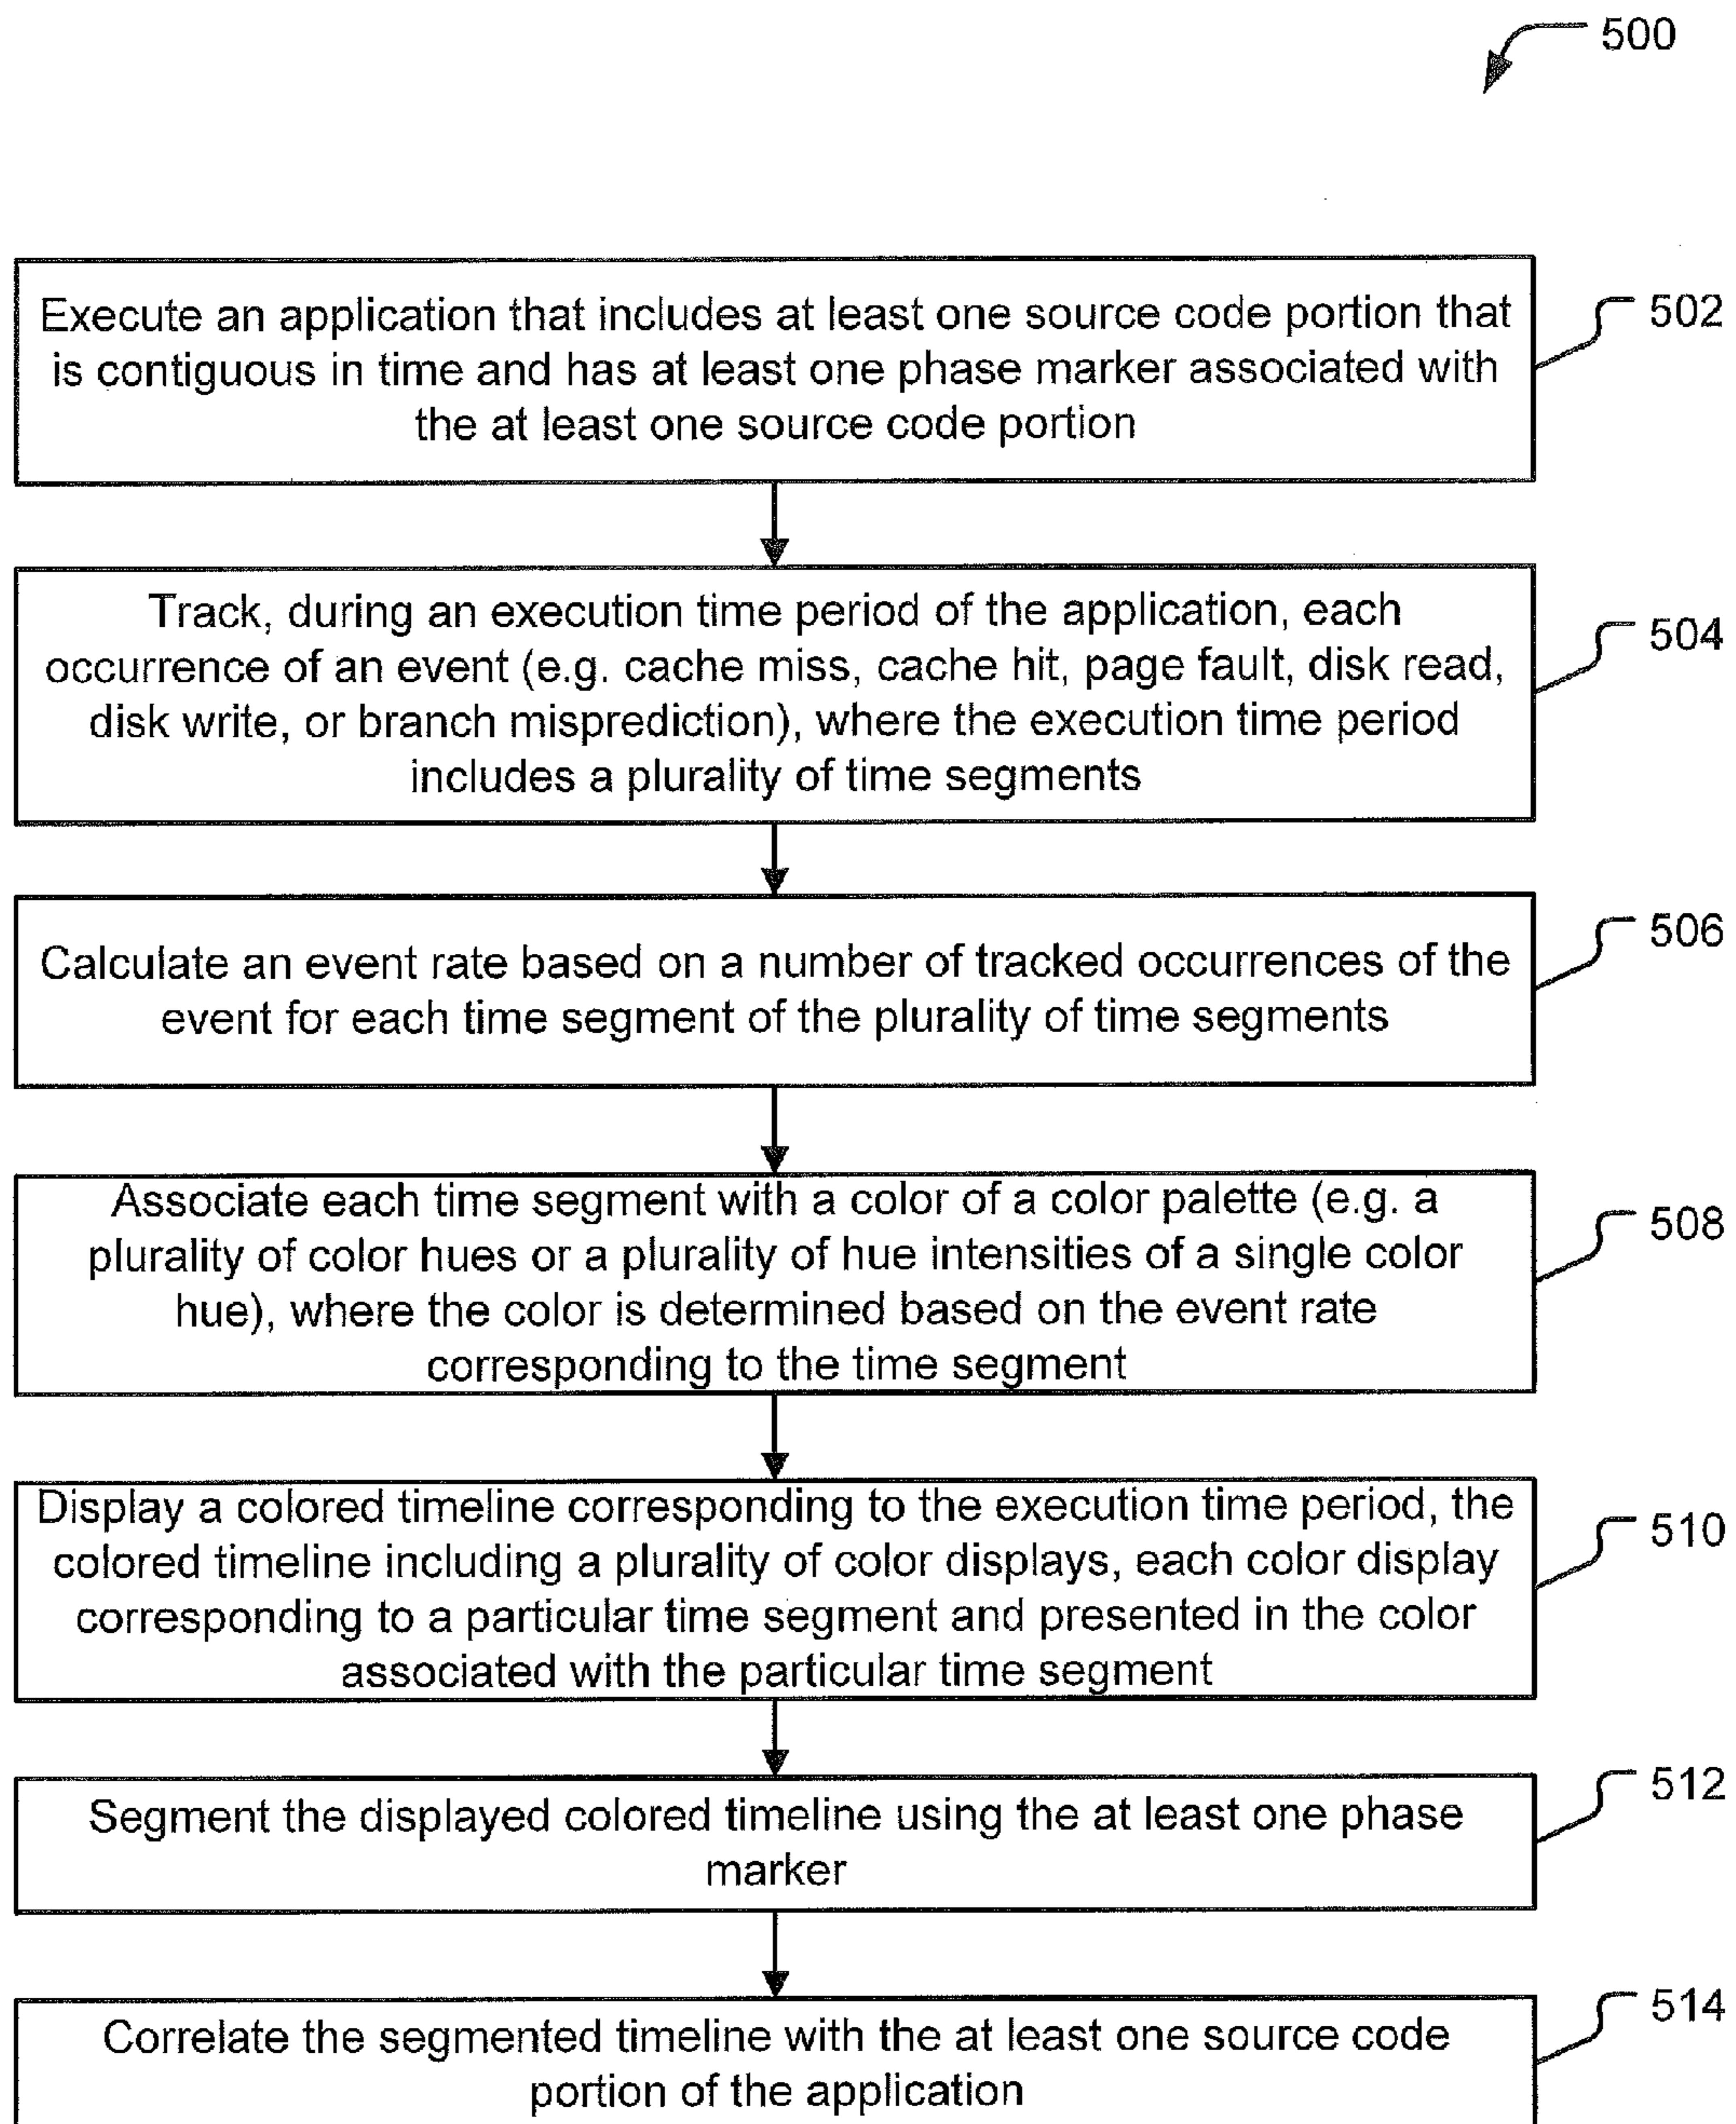 500
Execute an application that includes at least one source code portion that
is contiguous in time and has at least one phase marker associated with
the at least one source code portion
502
Track, during an execution time period of the application, each
occurrence of an event (e.g. cache miss, cache hit, page fault, disk read,
disk write, or branch misprediction), where the execution time period
includes a plurality of time segments
504
Calculate an event rate based on a number of tracked occurrences of the
event for each time segment of the plurality of time segments
506
Associate each time segment with a color of a color palette (e.g. a
plurality of color hues or a plurality of hue intensities of a single color
hue), where the color is determined based on the event rate
corresponding to the time segment
508
Display a colored timeline corresponding to the execution time period, the
colored timeline including a plurality of color displays, each color display
corresponding to a particular time segment and presented in the color
associated with the particular time segment
510
Segment the displayed colored timeline using the at least one phase
marker
512
Correlate the segmented timeline with the at least one source code
portion of the application
514